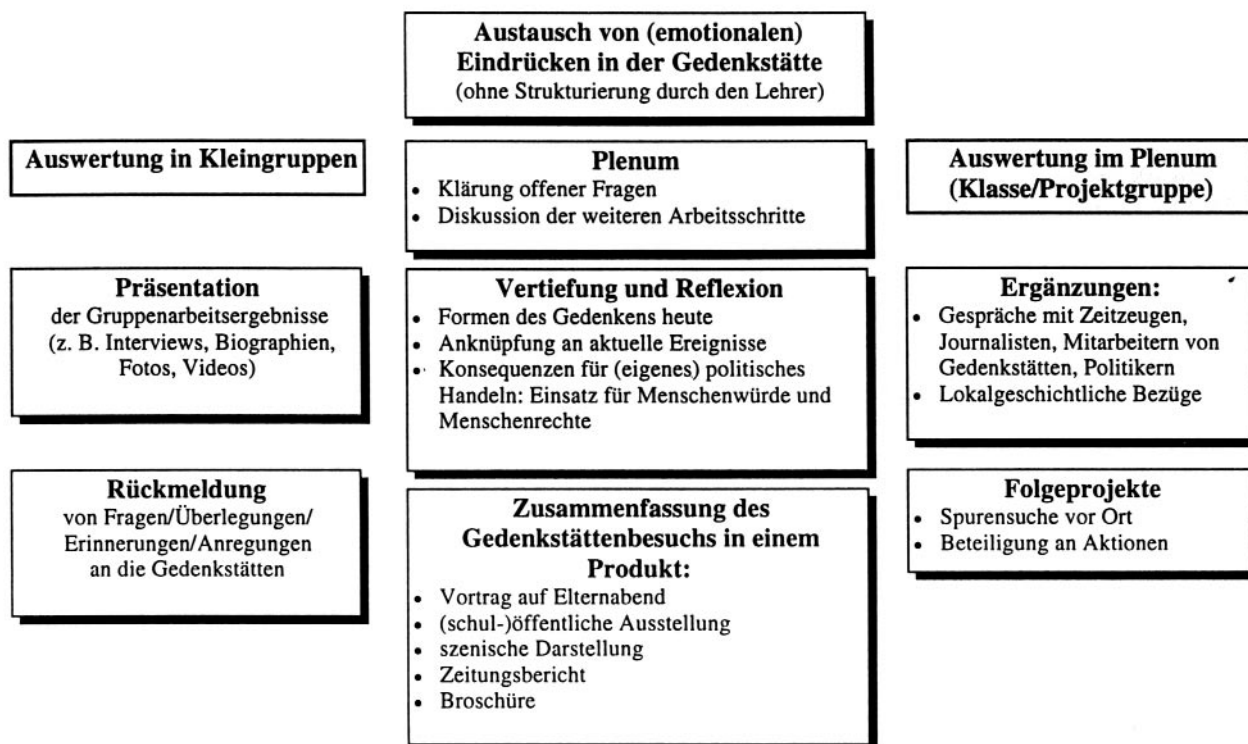 Austausch von (emotionalen)
Eindrücken in der Gedenkstätte
(ohne Strukturierung durch den Lehrer)
Auswertung in Kleingruppen
Plenum
• Klärung offener Fragen
• Diskussion der weiteren Arbeitsschritte
Auswertung im Plenum
(Klasse/Projektgruppe)
Präsentation
der Gruppenarbeitsergebnisse
(z. B. Interviews, Biographien,
Fotos, Videos)
Vertiefung und Reflexion
• Formen des Gedenkens heute
• Anknüpfung an aktuelle Ereignisse
• Konsequenzen für (eigenes) politisches
Handeln: Einsatz für Menschenwürde und
Menschenrechte
Ergänzungen:
• Gespräche mit Zeitzeugen,
Journalisten, Mitarbeitern von
Gedenkstätten, Politikern
• Lokalgeschichtliche Bezüge
Rückmeldung
von Fragen/Überlegungen/
Erinnerungen/Anregungen
an die Gedenkstätten
Zusammenfassung des
Gedenkstättenbesuchs in einem
Produkt:
• Vortrag auf Elternabend
• (schul-)öffentliche Ausstellung
• szenische Darstellung
• Zeitungsbericht
• Broschüre
Folgeprojekte
• Spurensuche vor Ort
• Beteiligung an Aktionen